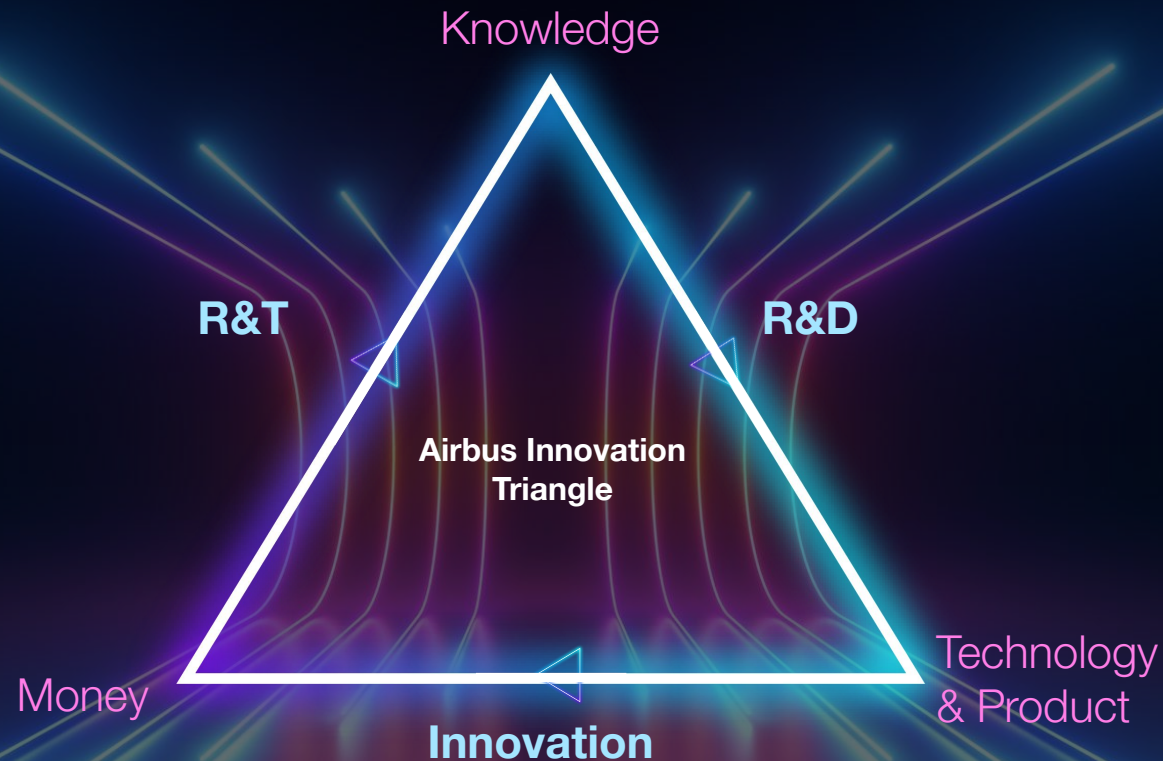 Knowledge
R&T
R&D
Airbus Innovation
Triangle
Money
Technology
& Product
Innovation